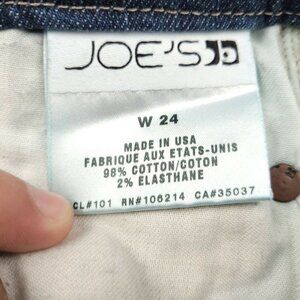 JOE'S
W 24
MADE IN USA
FABRIQUE AUX ETATS-UNIS
98% COTTON/COTON
2% ELASTHANE
CL#101 RN#106214 CA#35037